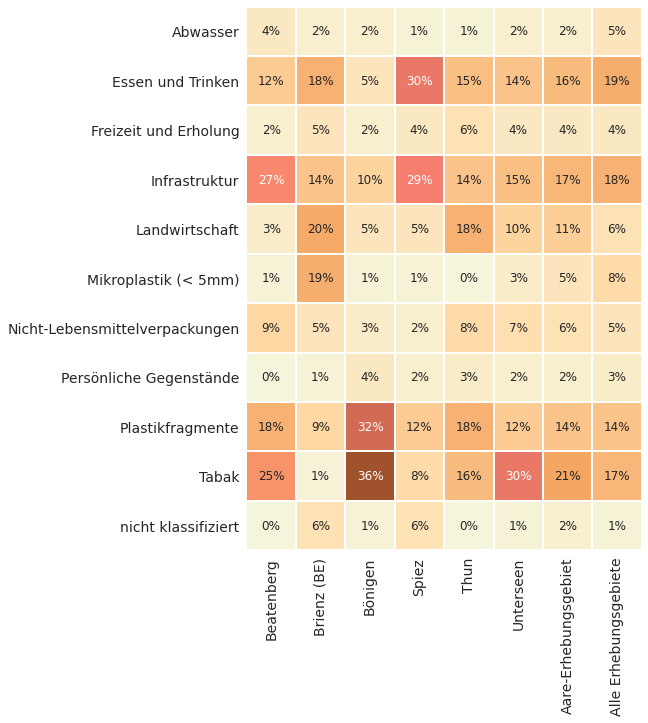 Abwasser 4% 2% 2% 1% 1% 2% 2% 5%
Essen und Trinken 12% 18% 5% 30% 15% 14% 16% 19%
Freizeit und Erholung 2% 5% 2% 4% 6% 4% 4% 4%
Infrastruktur 27% 14% 10% 29% 14% 15% 17% 18%
Landwirtschaft 3% 20% 5% 5% 18% 10% 11% 6%
Mikroplastik (< 5mm) 1% 19% 1% 1% 0% 3% 5% 8%
Nicht-Lebensmittelverpackungen 9% 5% 3% 2% 8% 7% 6% 5%
Persönliche Gegenstände 0% 1% 4% 2% 3% 2% 2% 3%
Plastikfragmente 18% 9% 32% 12% 18% 12% 14% 14%
Tabak 25% 1% 36% 8% 16% 30% 21% 17%
nicht klassifiziert 0% 6% 1% 6% 0% 1% 2% 1%
Beatenberg
Brienz (BE)
Bönigen
Spiez
Thun
Unterseen
Aare-Erhebungsgebiet
Alle Erhebungsgebiete